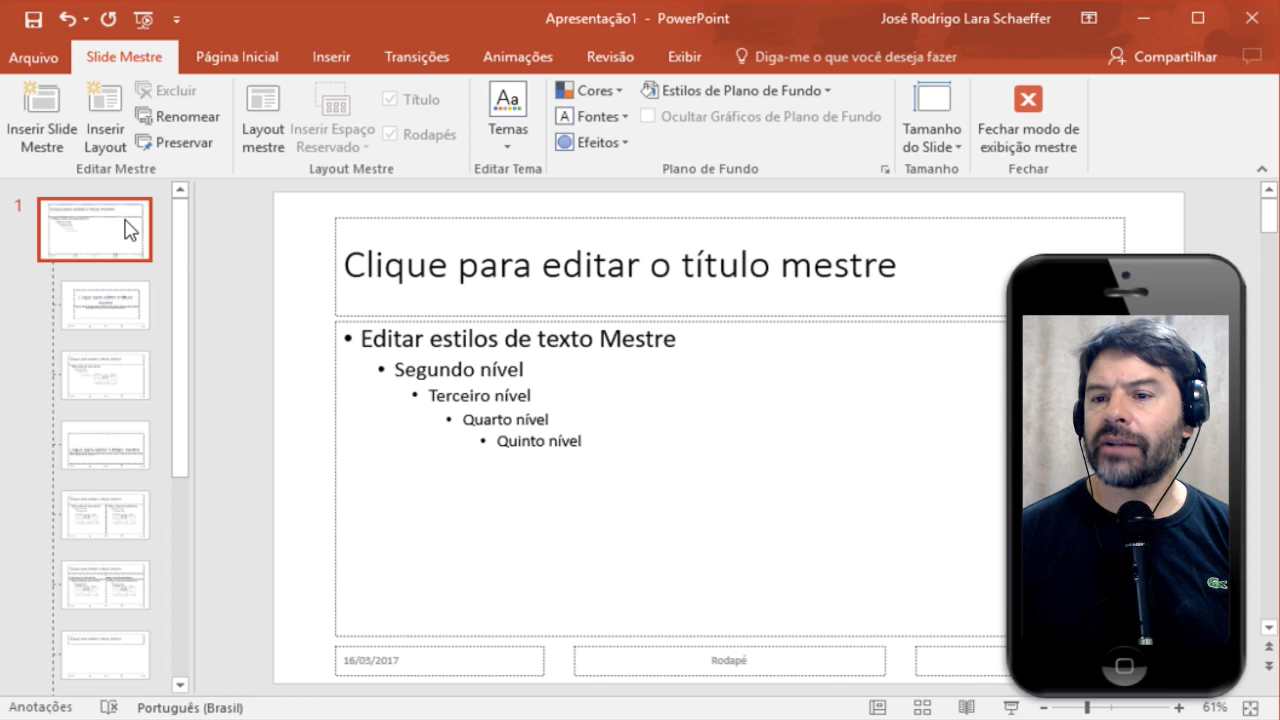 Apresentação1 - PowerPoint
José Rodrigo Lara Schaeffer
Arquivo
Slide Mestre
Página Inicial
Inserir
Transições
Animações
Revisão
Exibir
Diga-me o que você deseja fazer
Compartilhar
Inserir Slide
Mestre
Inserir
Layout
Excluir
Renomear
Preservar
Editar Mestre
Layout
mestre
Inserir Espaço
Reservado
Título
Rodapés
Layout Mestre
Aa
Temas
Editar Tema
Cores
A Fontes
Efeitos
Estilos de Plano de Fundo
Ocultar Gráficos de Plano de Fundo
Plano de Fundo
Tamanho
do Slide
Tamanho
Fechar modo de
exibição mestre
Fechar
1
Clique para editar o título mestre
• Editar estilos de texto Mestre
• Segundo nível
• Terceiro nível
• Quarto nível
• Quinto nível
16/03/2017
Rodapé
Anotações
Português (Brasil)
61%